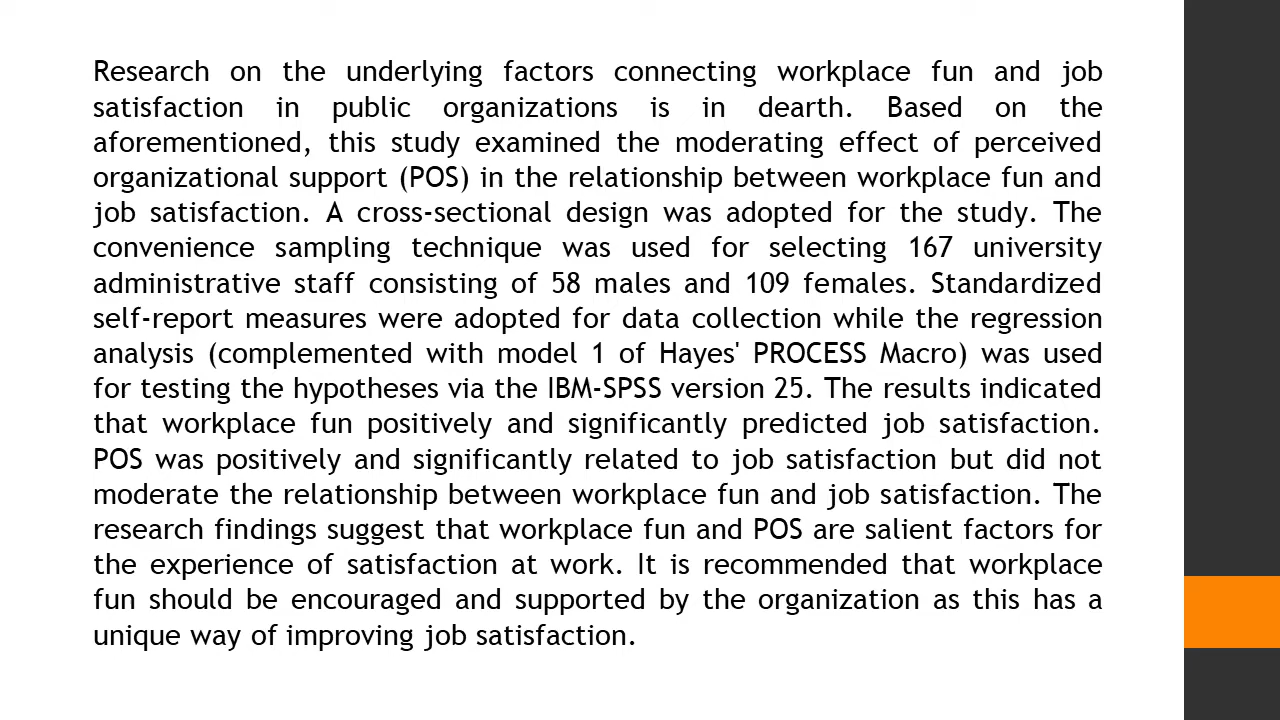 Research on the underlying factors connecting workplace fun and job
satisfaction in public organizations is in dearth. Based on the
aforementioned, this study examined the moderating effect of perceived
organizational support (POS) in the relationship between workplace fun and
job satisfaction. A cross-sectional design was adopted for the study. The
convenience sampling technique was used for selecting 167 university
administrative staff consisting of 58 males and 109 females. Standardized
self-report measures were adopted for data collection while the regression
analysis (complemented with model 1 of Hayes' PROCESS Macro) was used
for testing the hypotheses via the IBM-SPSS version 25. The results indicated
that workplace fun positively and significantly predicted job satisfaction.
POS was positively and significantly related to job satisfaction but did not
moderate the relationship between workplace fun and job satisfaction. The
research findings suggest that workplace fun and POS are salient factors for
the experience of satisfaction at work. It is recommended that workplace
fun should be encouraged and supported by the organization as this has a
unique way of improving job satisfaction.